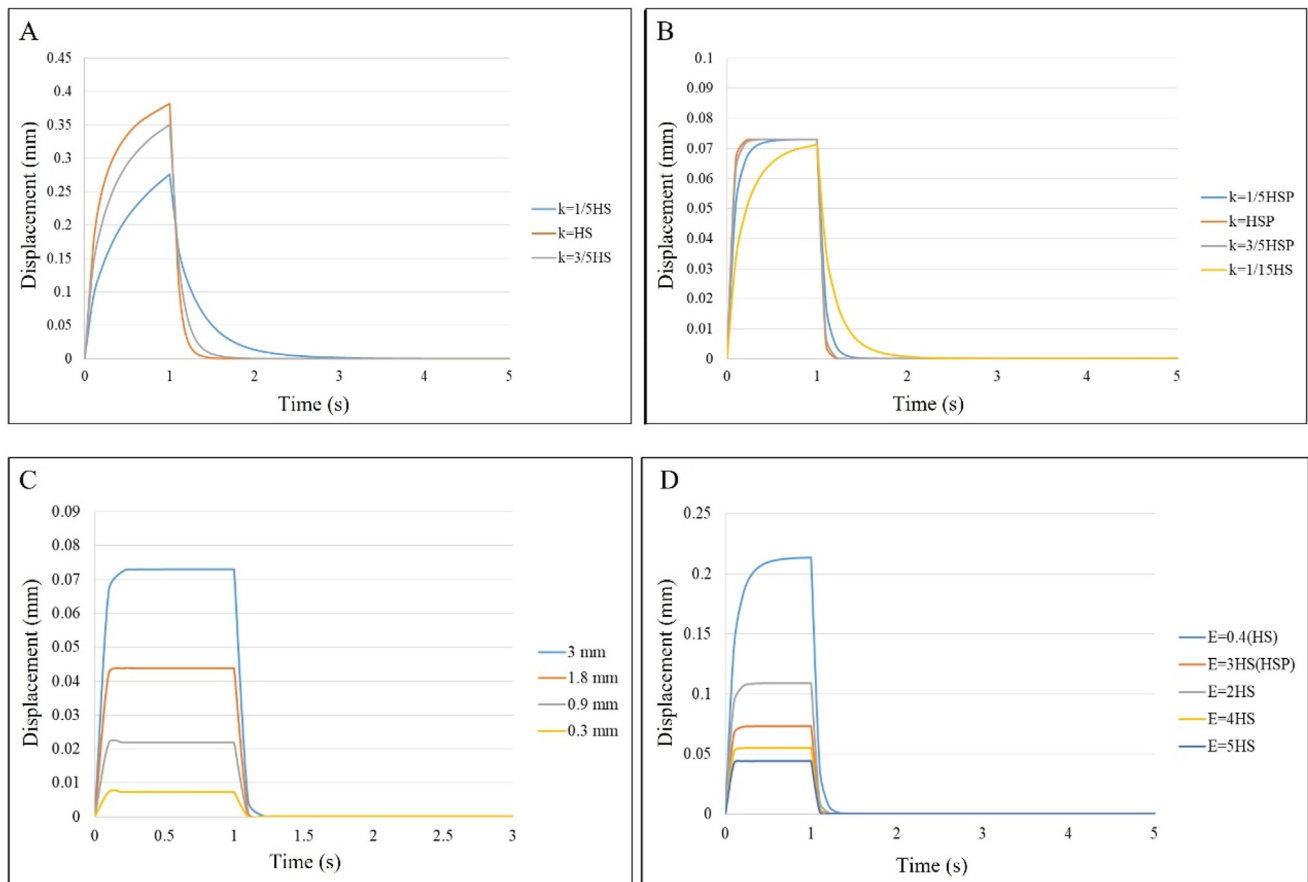 A
0.45
0.4
0.35
0.3
0.25
0.2
0.15
0.1
0.05
0
Displacement (mm)
0 1 2 3 4 5
Time (s)
k=1/5HS
k=HS
k=3/5HS
B
0.1
0.09
0.08
0.07
0.06
0.05
0.04
0.03
0.02
0.01
0
Displacement (mm)
0 1 2 3 4 5
Time (s)
k=1/5HSP
k=HSP
k=3/5HSP
k=1/15HS
C
0.09
0.08
0.07
0.06
0.05
0.04
0.03
0.02
0.01
0
Displacement (mm)
0 0.5 1 1.5 2 2.5 3
Time (s)
3 mm
1.8 mm
0.9 mm
0.3 mm
D
0.25
0.2
0.15
0.1
0.05
0
Displacement (mm)
0 1 2 3 4 5
Time (s)
E=0.4(HS)
E=3HS(HSP)
E=2HS
E=4HS
E=5HS